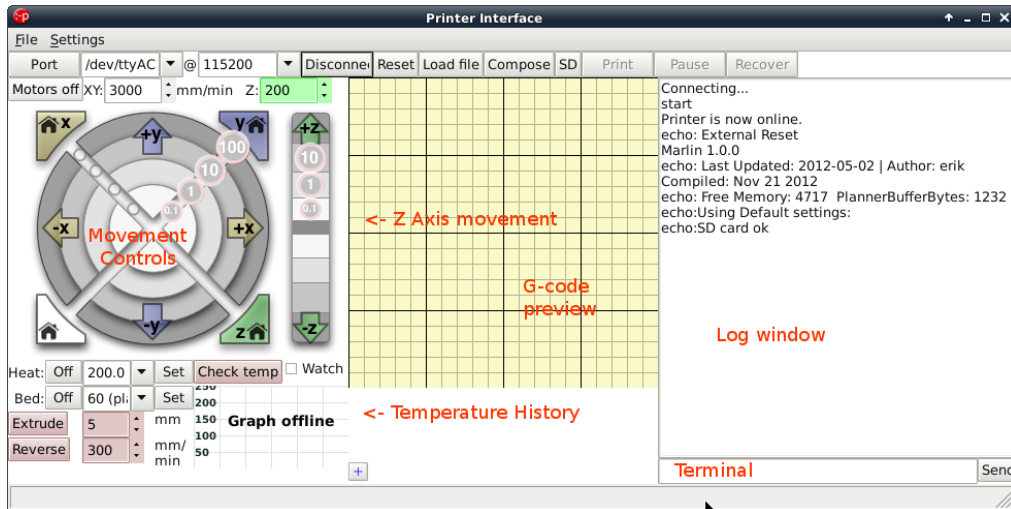 Printer Interface
File Settings
Port /dev/ttyAC @ 115200 Disconne Reset Load file Compose SD Print Pause Recover
Motors off XY: 3000 mm/min Z: 200
x +y y +z
100
10
1
0.1
10
1
0.1
-x +x
Movement
Controls
-y z -z
<- Z Axis movement
G-code
preview
Connecting...
start
Printer is now online.
echo: External Reset
Marlin 1.0.0
echo: Last Updated: 2012-05-02 | Author: erik
Compiled: Nov 21 2012
echo: Free Memory: 4717 PlannerBufferBytes: 1232
echo:Using Default settings:
echo:SD card ok
Log window
Heat: Off 200.0 Set Check temp Watch
Bed: Off 60 (pla Set
Extrude 5 mm
Reverse 300 mm/
min
250
200
150
100
50
Graph offline
<- Temperature History
+
Terminal
Send